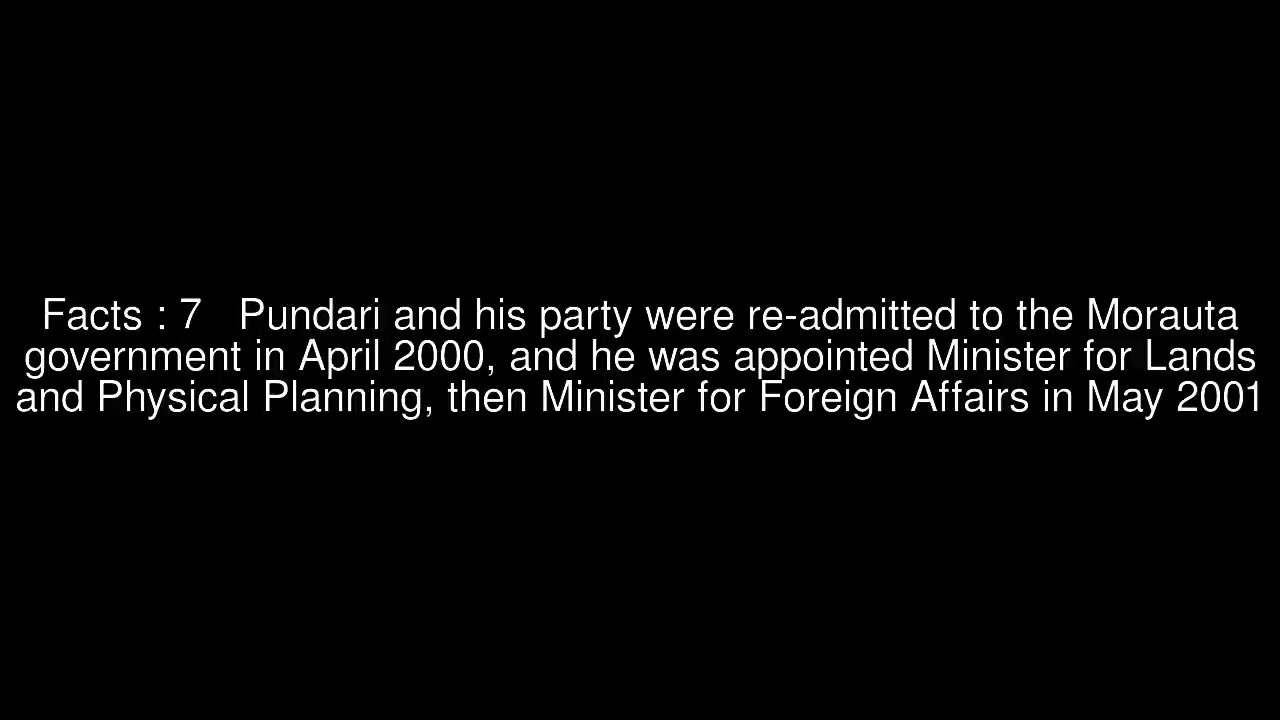 Facts : 7   Pundari and his party were re-admitted to the Morauta
government in April 2000, and he was appointed Minister for Lands
and Physical Planning, then Minister for Foreign Affairs in May 2001